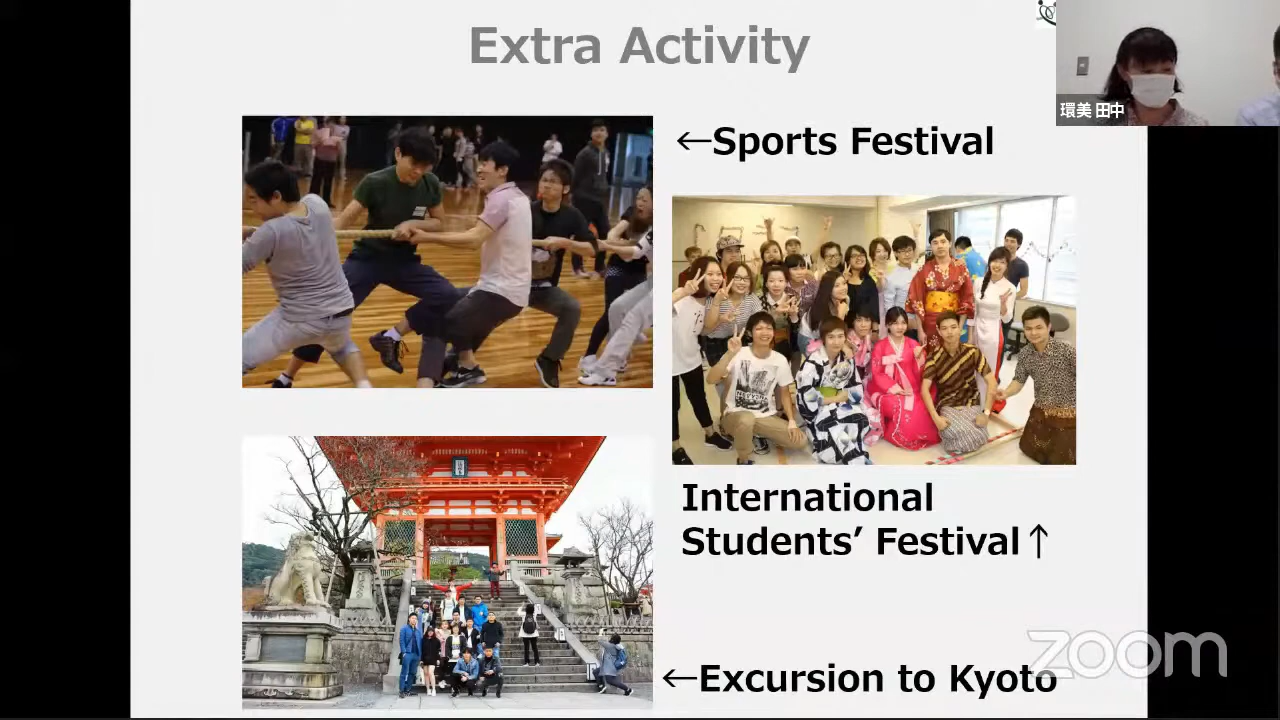 Extra Activity
環美 田中
←Sports Festival
International
Students’ Festival↑
←Excursion to Kyoto
zoom